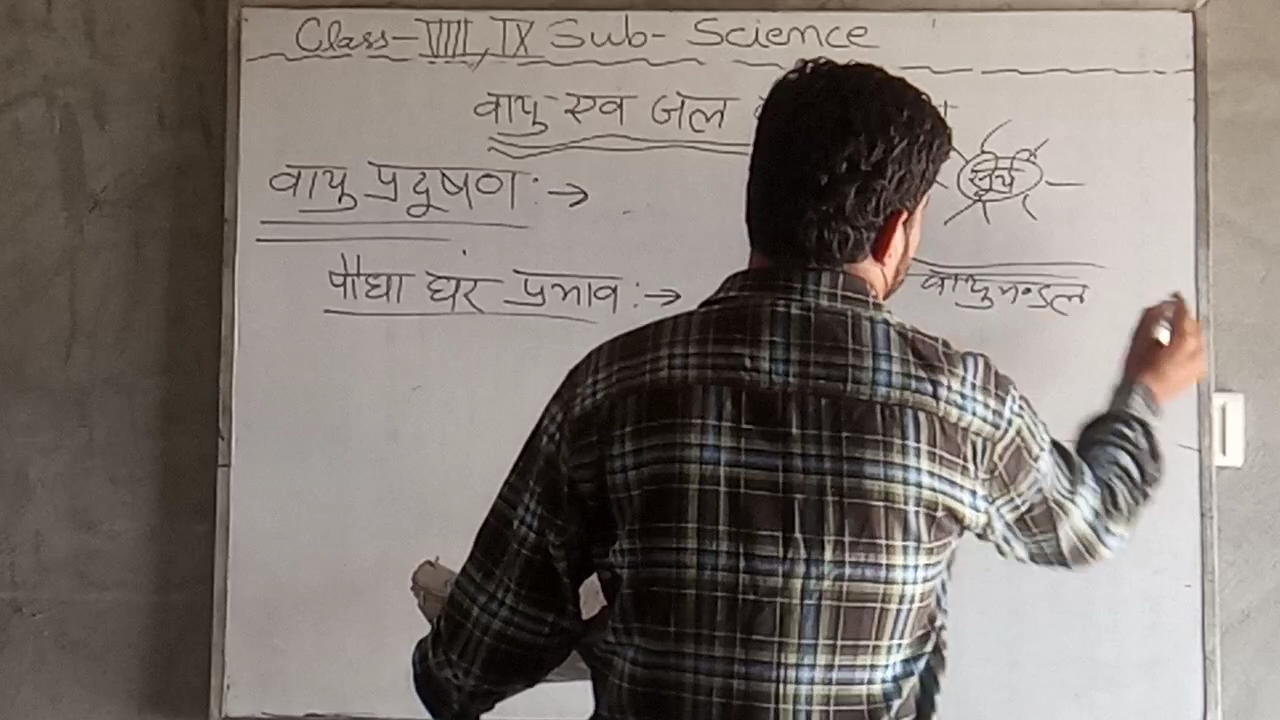 Class-VIII, IX Sub- Science
वायु एव जल
वायु प्रदूषण :→
सूर्य
पौधा घर प्रभाव :→
वायुमण्डल